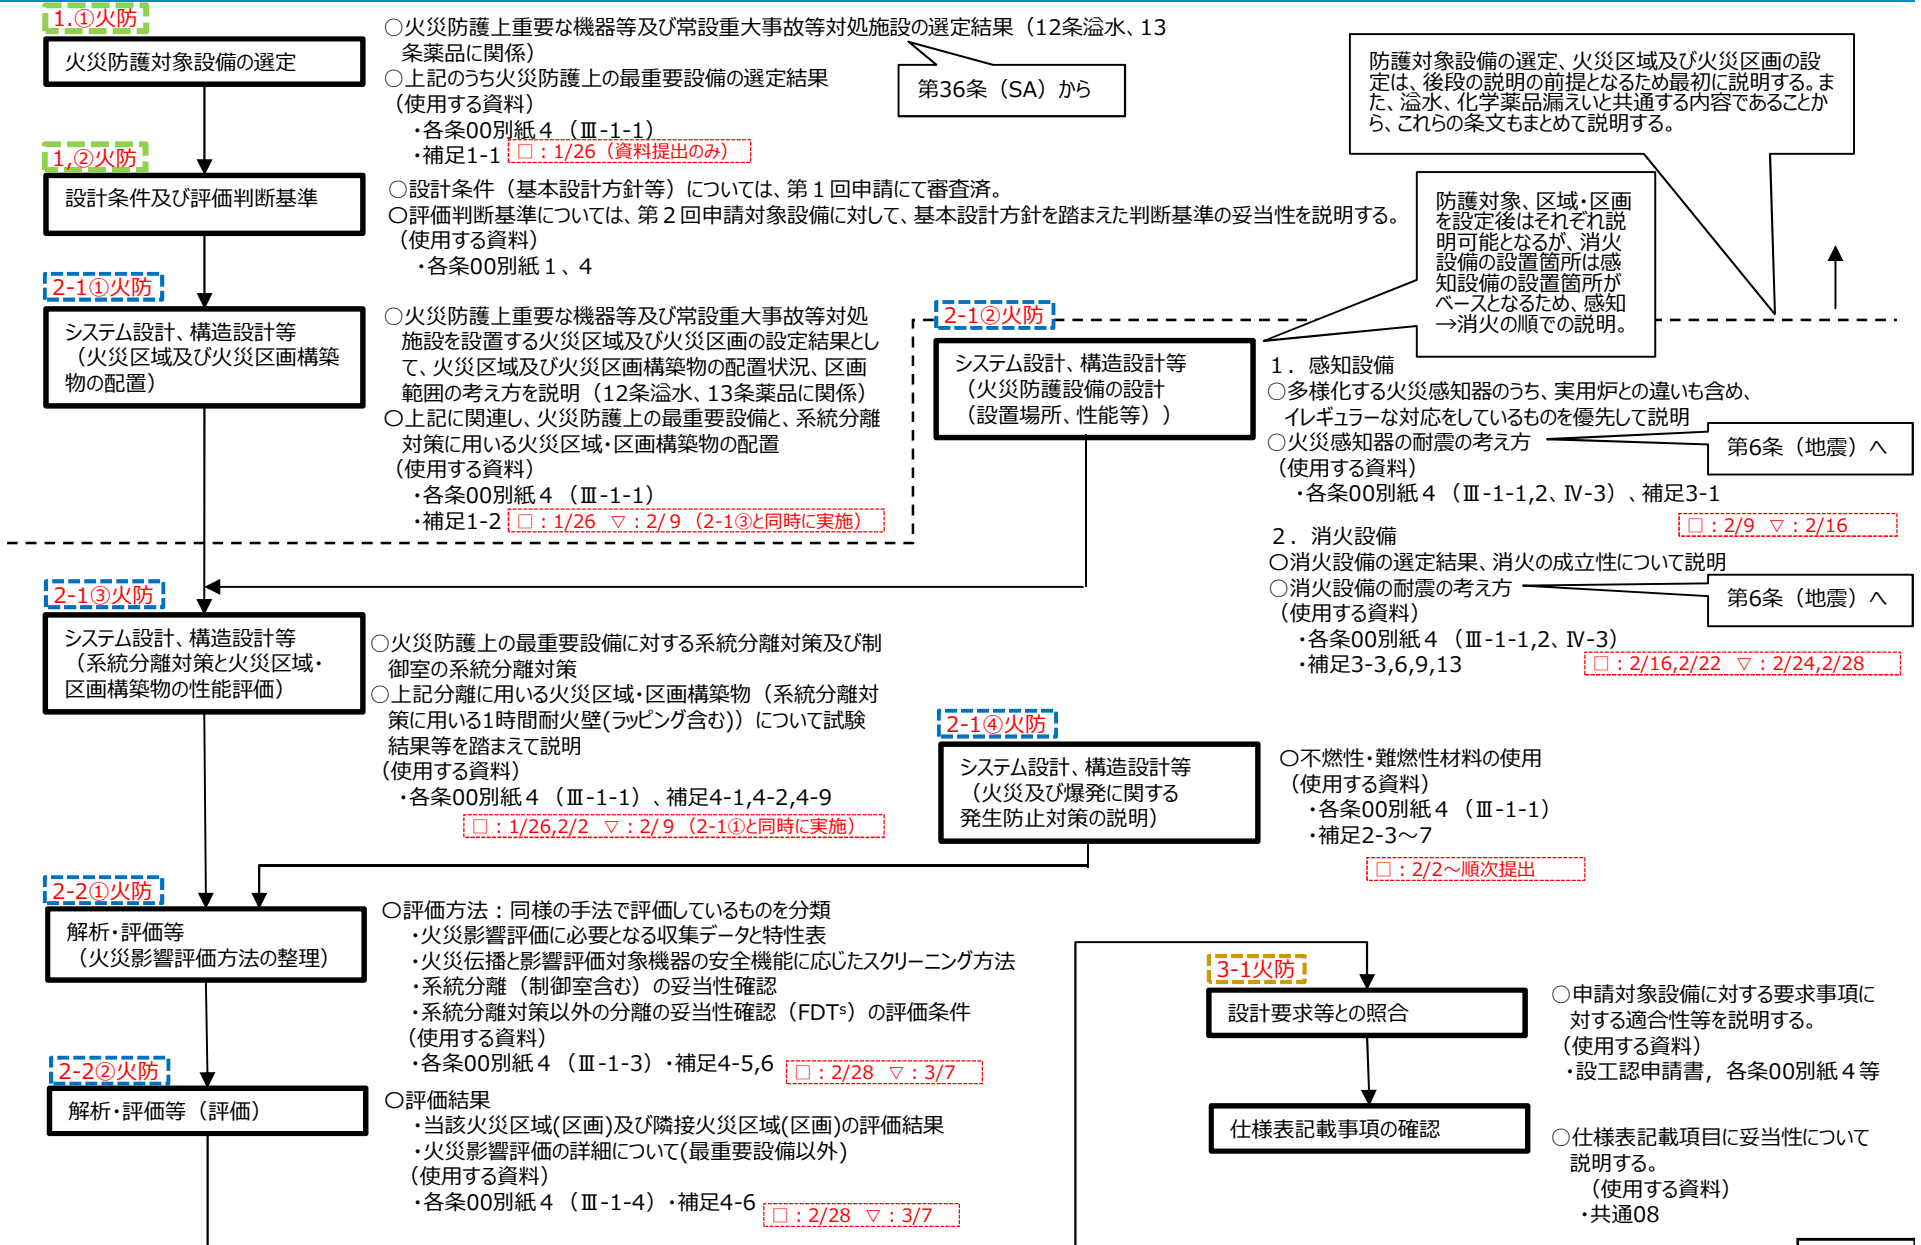 1.①火防
火災防護対象設備の選定
○火災防護上重要な機器等及び常設重大事故等対処施設の選定結果（12条溢水、13
条薬品に関係）
○上記のうち火災防護上の最重要設備の選定結果
（使用する資料）
・各条00別紙４（Ⅲ-1-1）
・補足1-1
□：1/26（資料提出のみ）
第36条（SA）から
防護対象設備の選定、火災区域及び火災区画の設
定は、後段の説明の前提となるため最初に説明する。ま
た、溢水、化学薬品漏えいと共通する内容であることか
ら、これらの条文もまとめて説明する。
1,②火防
設計条件及び評価判断基準
○設計条件（基本設計方針等）については、第１回申請にて審査済。
〇評価判断基準については、第２回申請対象設備に対して、基本設計方針を踏まえた判断基準の妥当性を説明する。
（使用する資料）
・各条00別紙１、４
防護対象、区域・区画
を設定後はそれぞれ説
明可能となるが、消火
設備の設置箇所は感
知設備の設置箇所が
ベースとなるため、感知
→消火の順での説明。
2-1①火防
システム設計、構造設計等
（火災区域及び火災区画構築
物の配置）
○火災防護上重要な機器等及び常設重大事故等対処
施設を設置する火災区域及び火災区画の設定結果とし
て、火災区域及び火災区画構築物の配置状況、区画
範囲の考え方を説明（12条溢水、13条薬品に関係）
〇上記に関連し、火災防護上の最重要設備と、系統分離
対策に用いる火災区域・区画構築物の配置
（使用する資料）
・各条00別紙４（Ⅲ-1-1）
・補足1-2
□：1/26 ▽：2/９（2-1③と同時に実施）
2-1②火防
システム設計、構造設計等
（火災防護設備の設計
（設置場所、性能等））
１．感知設備
○多様化する火災感知器のうち、実用炉との違いも含め、
イレギュラーな対応をしているものを優先して説明
○火災感知器の耐震の考え方
（使用する資料）
・各条00別紙４（Ⅲ-1-1,2、Ⅳ-3）、補足3-1
第6条（地震）へ
□：2/9 ▽：2/16
２．消火設備
〇消火設備の選定結果、消火の成立性について説明
○消火設備の耐震の考え方
（使用する資料）
・各条00別紙４（Ⅲ-1-1,2、Ⅳ-3）
・補足3-3,6,9,13
第6条（地震）へ
□：2/16,2/22 ▽：2/24,2/28
2-1③火防
システム設計、構造設計等
（系統分離対策と火災区域・
区画構築物の性能評価）
○火災防護上の最重要設備に対する系統分離対策及び制
御室の系統分離対策
○上記分離に用いる火災区域・区画構築物（系統分離対
策に用いる1時間耐火壁(ラッピング含む)）について試験
結果等を踏まえて説明
（使用する資料）
・各条00別紙４（Ⅲ-1-1）、補足4-1,4-2,4-9
□：1/26,2/2 ▽：2/９（2-1①と同時に実施）
2-1④火防
システム設計、構造設計等
（火災及び爆発に関する
発生防止対策の説明）
〇不燃性・難燃性材料の使用
（使用する資料）
・各条00別紙４（Ⅲ-1-1）
・補足2-3～7
□：2/2～順次提出
2-2①火防
解析・評価等
（火災影響評価方法の整理）
〇評価方法：同様の手法で評価しているものを分類
・火災影響評価に必要となる収集データと特性表
・火災伝播と影響評価対象機器の安全機能に応じたスクリーニング方法
・系統分離（制御室含む）の妥当性確認
・系統分離対策以外の分離の妥当性確認（FDTˢ）の評価条件
（使用する資料）
・各条00別紙４（Ⅲ-1-3）・補足4-5,6
□：2/28 ▽：3/7
2-2②火防
解析・評価等（評価）
〇評価結果
・当該火災区域(区画)及び隣接火災区域(区画)の評価結果
・火災影響評価の詳細について(最重要設備以外)
（使用する資料）
・各条00別紙４（Ⅲ-1-4）・補足4-6
□：2/28 ▽：3/7
3-1火防
設計要求等との照合
○申請対象設備に対する要求事項に
対する適合性等を説明する。
（使用する資料）
・設工認申請書，各条00別紙４等
仕様表記載事項の確認
○仕様表記載項目に妥当性について
説明する。
（使用する資料）
・共通08